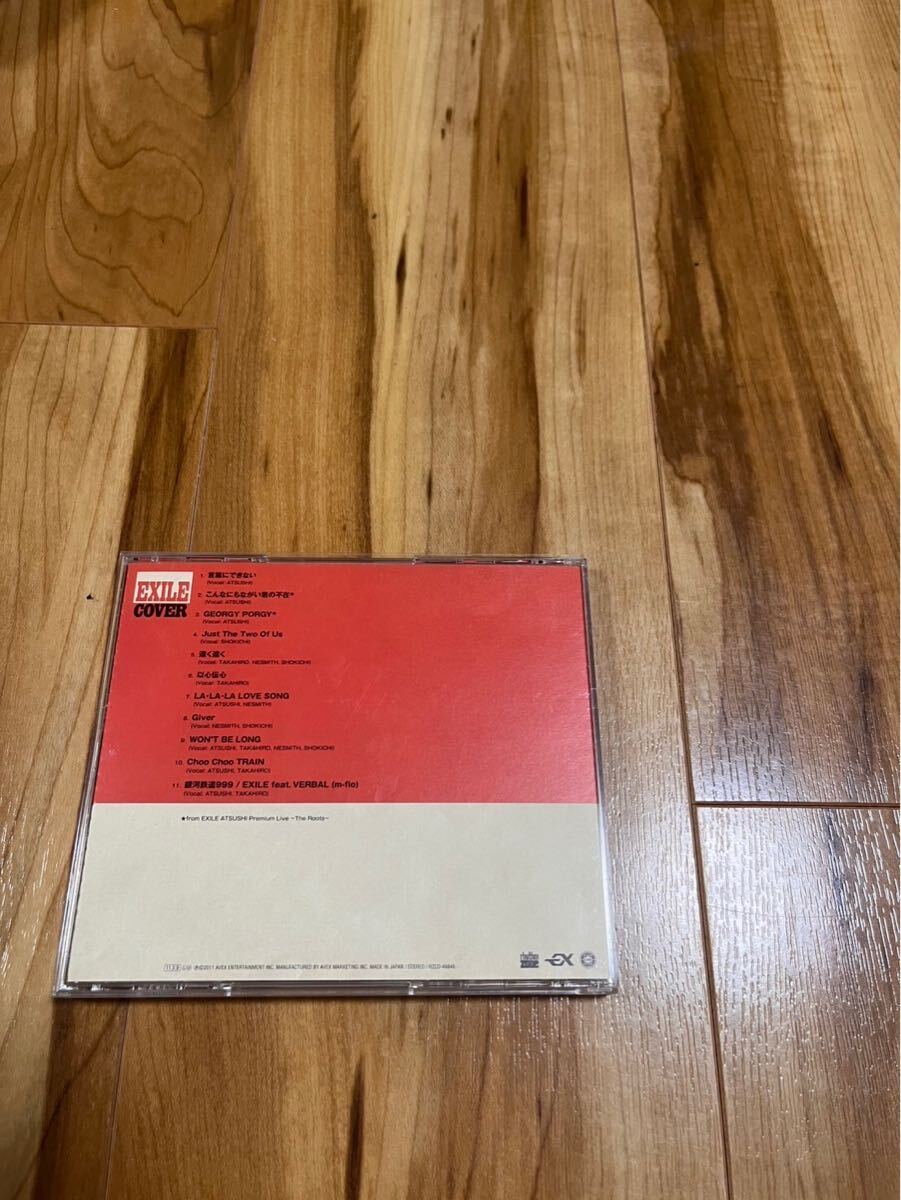 EXILE
COVER
1. 言葉にできない
(Vocal: ATSUSHI)
2. こんなにもながい君の不在★
(Vocal: ATSUSHI)
3. GEORGY PORGY★
(Vocal: ATSUSHI)
4. Just The Two Of Us
(Vocal: SHOKICHI)
5. 遠く遠く
(Vocal: TAKAHIRO, NESMITH, SHOKICHI)
6. 以心伝心
(Vocal: TAKAHIRO)
7. LA・LA・LA LOVE SONG
(Vocal: ATSUSHI, NESMITH)
8. Giver
(Vocal: NESMITH, SHOKICHI)
9. WON'T BE LONG
(Vocal: ATSUSHI, TAKAHIRO, NESMITH, SHOKICHI)
10. Choo Choo TRAIN
(Vocal: ATSUSHI, TAKAHIRO)
11. 銀河鉄道999 / EXILE feat. VERBAL (m-flo)
(Vocal: ATSUSHI, TAKAHIRO)
★from EXILE ATSUSHI Premium Live ~The Roots~
℗©2011 AVEX ENTERTAINMENT INC. MANUFACTURED BY AVEX MARKETING INC. MADE IN JAPAN / STEREO /
EX